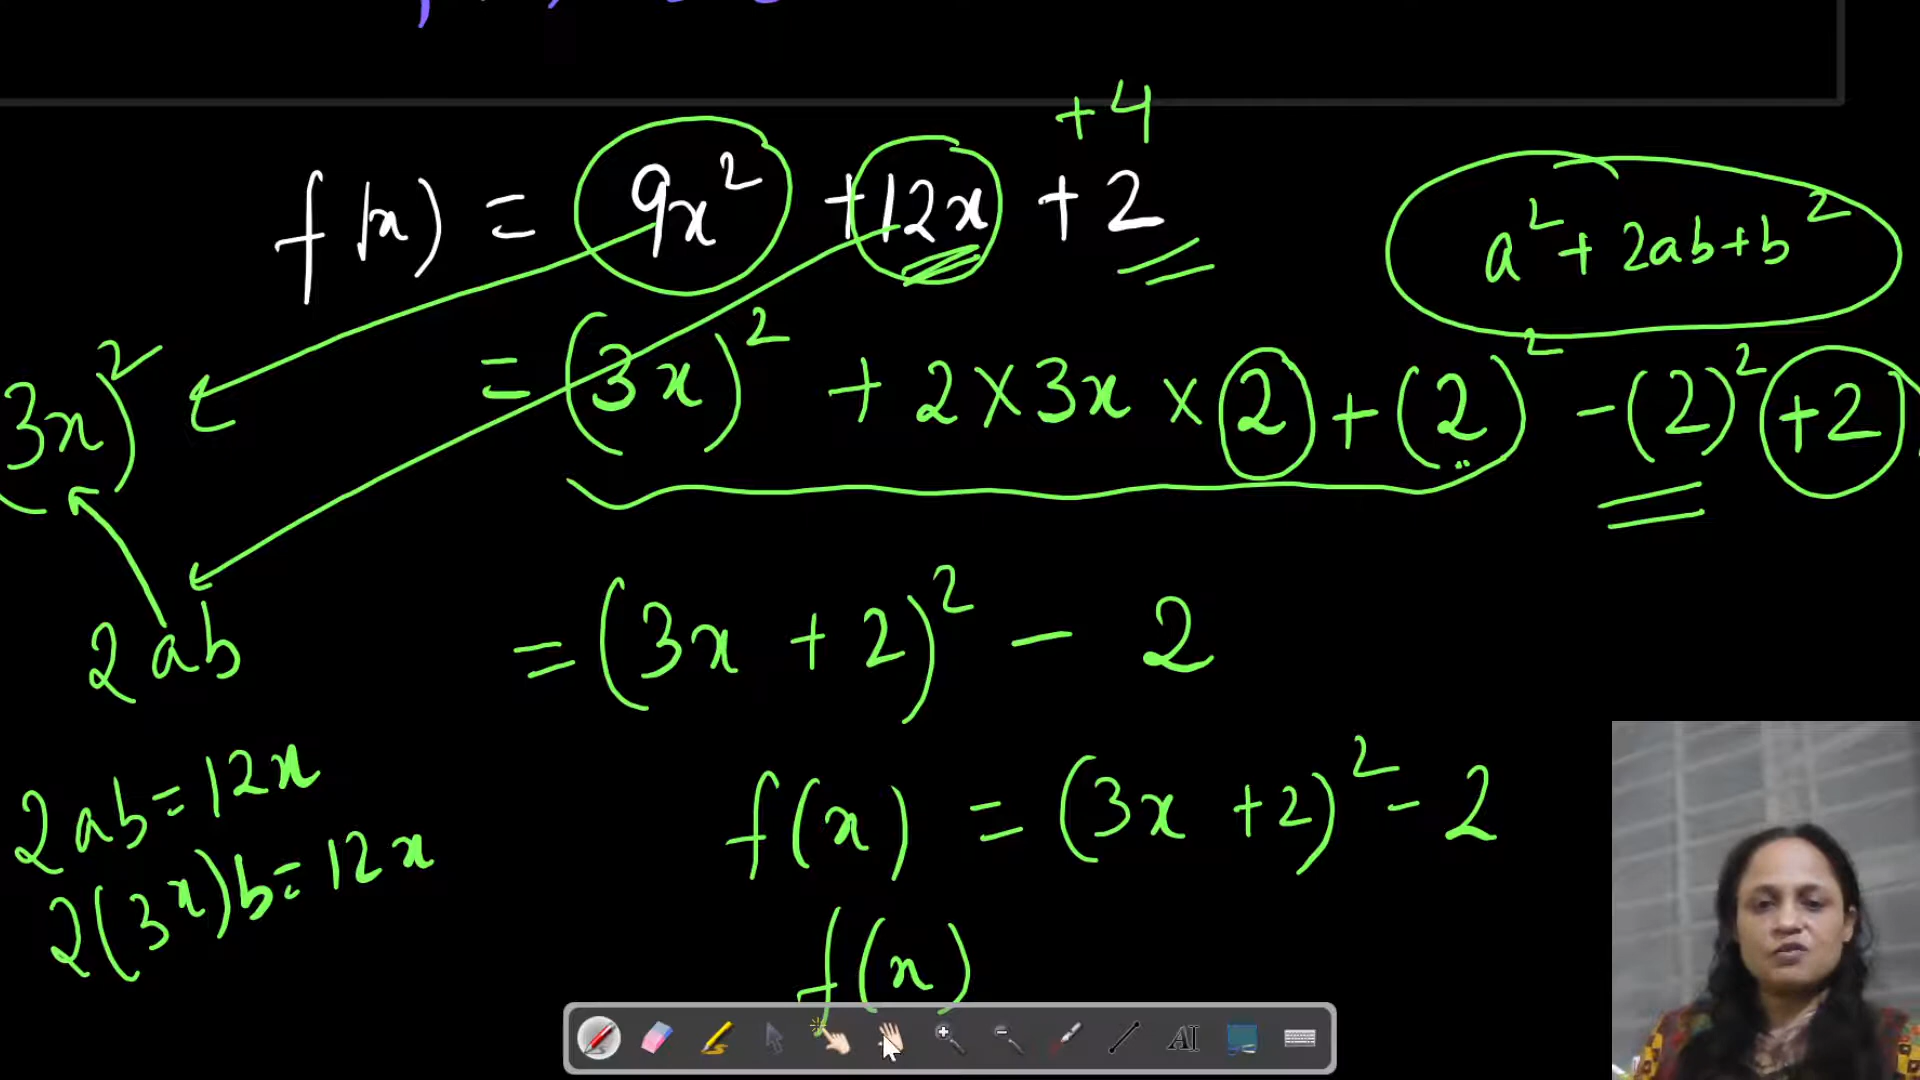 +4
f(x) = 9x² + 12x + 2
a² + 2ab + b²
3x)²
= (3x)² + 2 × 3x × 2 + (2)² - (2)² + 2
2ab
= (3x + 2)² - 2
2ab = 12x
2(3x)b = 12x
f(x) = (3x + 2)² - 2
f(x)
AI